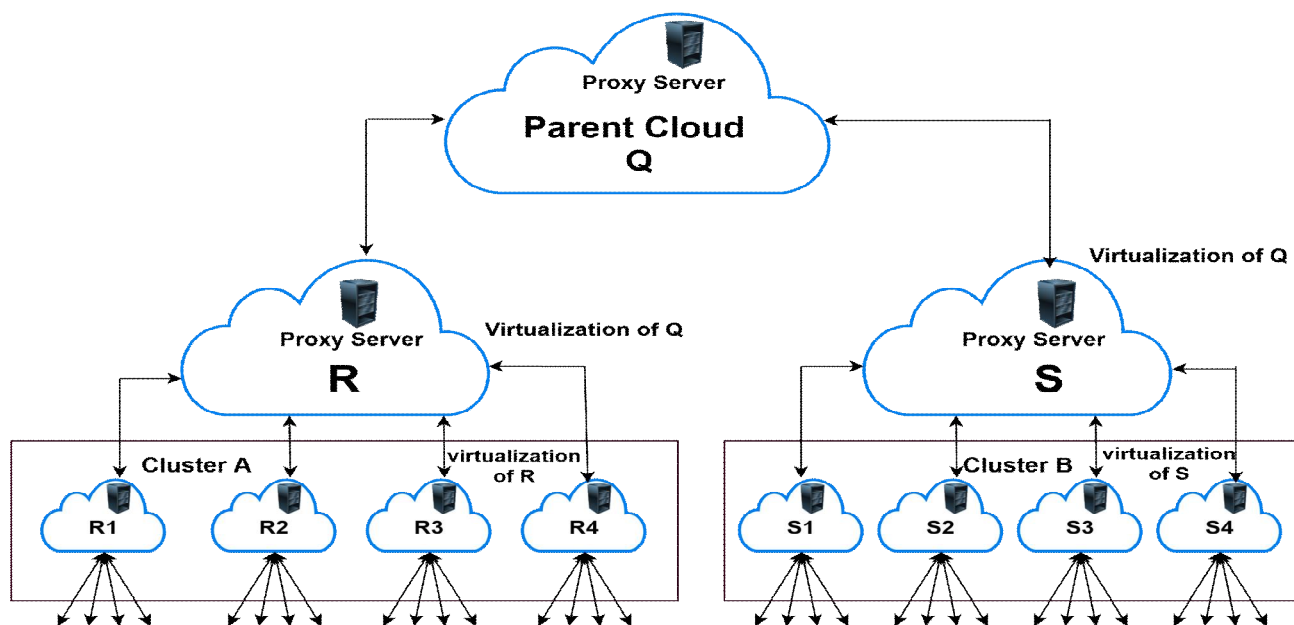 Proxy Server
Parent Cloud
Q
Virtualization of Q
Proxy Server
R
Virtualization of Q
Proxy Server
S
Cluster A
virtualization
of R
R1
R2
R3
R4
Cluster B
virtualization
of S
S1
S2
S3
S4